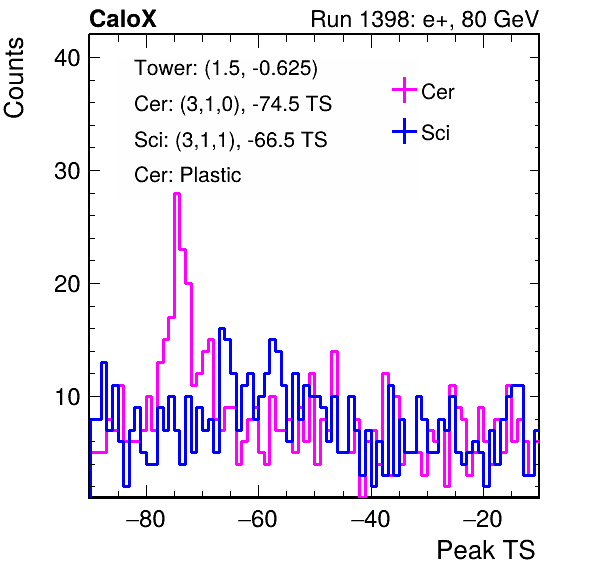 CaloX Run 1398: e+, 80 GeV
Counts
40
30
20
10
Tower: (1.5, -0.625)
Cer: (3,1,0), -74.5 TS
Sci: (3,1,1), -66.5 TS
Cer: Plastic
Cer
Sci
−80 −60 −40 −20
Peak TS